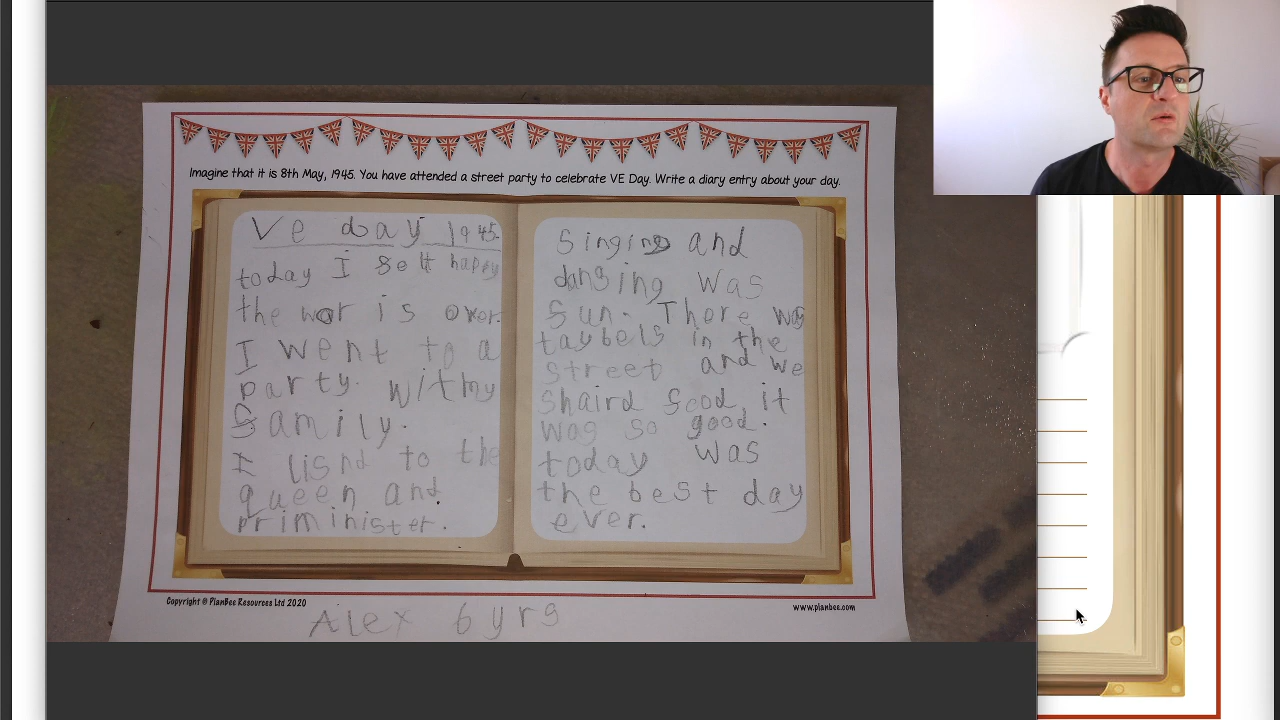 Imagine that it is 8th May, 1945. You have attended a street party to celebrate VE Day. Write a diary entry about your day.
Ve day 1945.
today I felt happy
the war is over.
I went to a
party. Wit my
family.
I lisnd to the
queen and
priminister.
Singing and
danging was
fun. There was
taybels in the
street and we
shaird food, it
was so good.
today was
the best day
ever.
Copyright © PlanBee Resources Ltd 2020
www.planbee.com
Alex 6 yrs